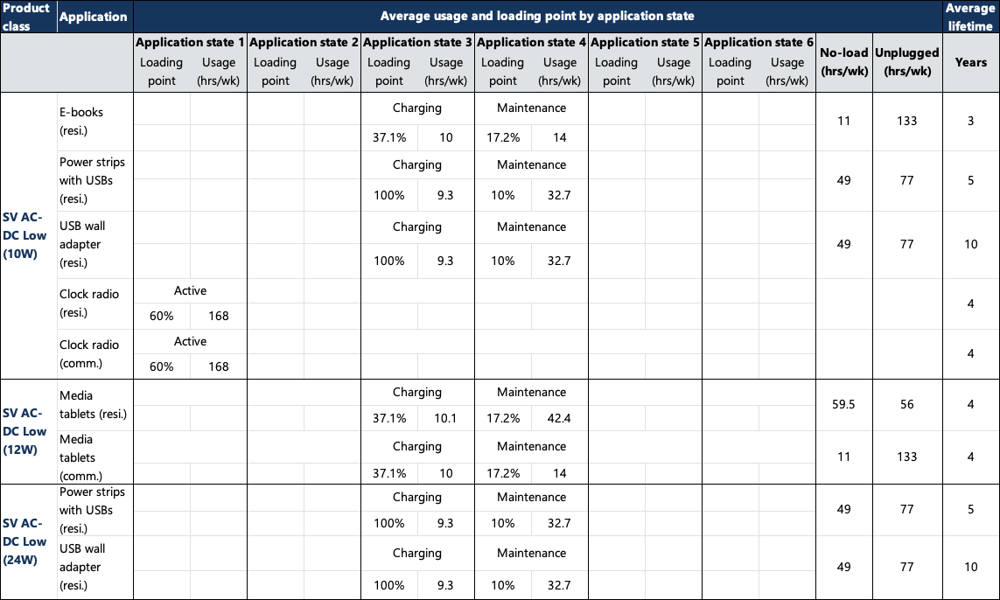 Product class Application Average usage and loading point by application state Average lifetime
Application state 1 Application state 2 Application state 3 Application state 4 Application state 5 Application state 6 No-load (hrs/wk) Unplugged (hrs/wk) Years
Loading point Usage (hrs/wk) Loading point Usage (hrs/wk) Loading point Usage (hrs/wk) Loading point Usage (hrs/wk) Loading point Usage (hrs/wk) Loading point Usage (hrs/wk)
SV AC-
DC Low
(10W)
E-books
(resi.)
Charging Maintenance
37.1% 10 17.2% 14
11 133 3
Power strips
with USBs
(resi.)
Charging Maintenance
100% 9.3 10% 32.7
49 77 5
USB wall
adapter
(resi.)
Charging Maintenance
100% 9.3 10% 32.7
49 77 10
Clock radio
(resi.)
Active
60% 168
4
Clock radio
(comm.)
Active
60% 168
4
SV AC-
DC Low
(12W)
Media
tablets (resi.)
Charging Maintenance
37.1% 10.1 17.2% 42.4
59.5 56 4
Media
tablets
(comm.)
Charging Maintenance
37.1% 10 17.2% 14
11 133 4
SV AC-
DC Low
(24W)
Power strips
with USBs
(resi.)
Charging Maintenance
100% 9.3 10% 32.7
49 77 5
USB wall
adapter
(resi.)
Charging Maintenance
100% 9.3 10% 32.7
49 77 10